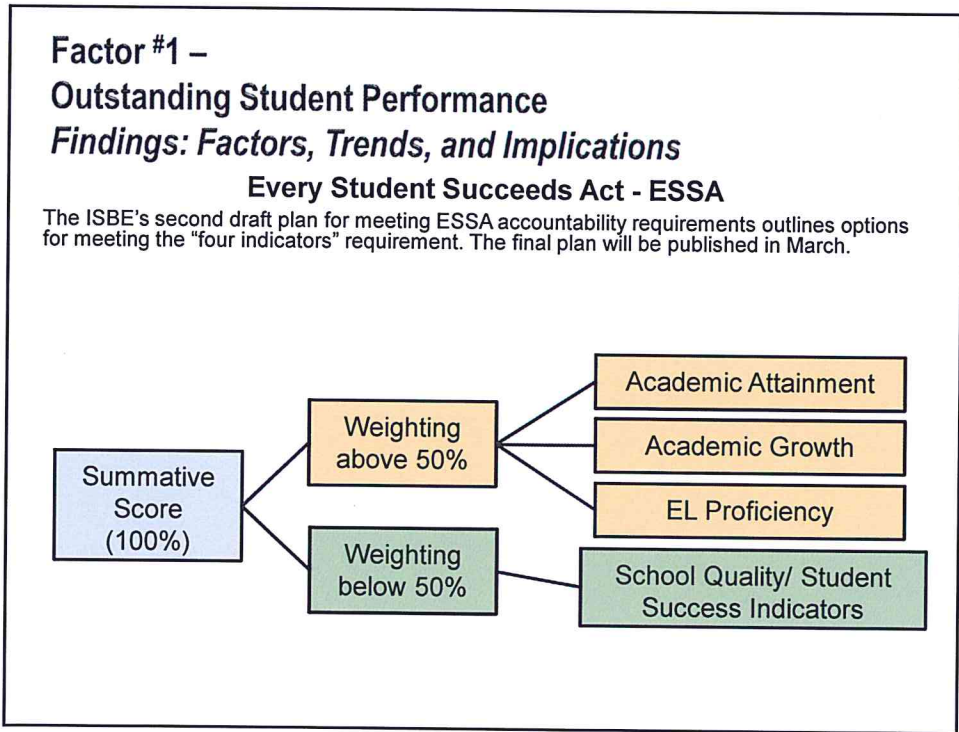 Factor #1 –
Outstanding Student Performance
Findings: Factors, Trends, and Implications
Every Student Succeeds Act - ESSA
The ISBE's second draft plan for meeting ESSA accountability requirements outlines options
for meeting the “four indicators” requirement. The final plan will be published in March.
Summative
Score
(100%)
Weighting
above 50%
Academic Attainment
Academic Growth
EL Proficiency
Weighting
below 50%
School Quality/ Student
Success Indicators